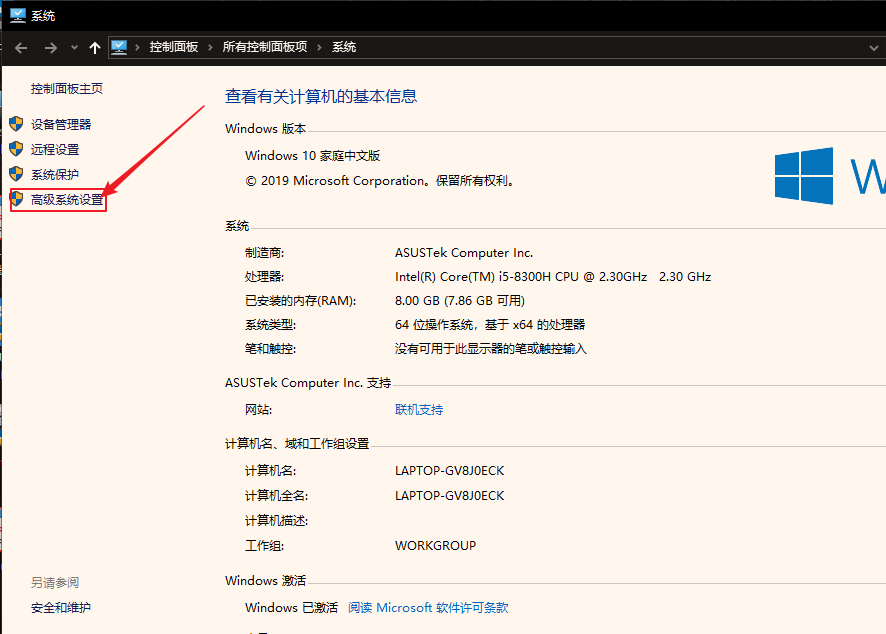 系统
控制面板 › 所有控制面板项 › 系统
控制面板主页
设备管理器
远程设置
系统保护
高级系统设置
查看有关计算机的基本信息
Windows 版本
Windows 10 家庭中文版
© 2019 Microsoft Corporation。保留所有权利。
系统
制造商: ASUSTek Computer Inc.
处理器: Intel(R) Core(TM) i5-8300H CPU @ 2.30GHz 2.30 GHz
已安装的内存(RAM): 8.00 GB (7.86 GB 可用)
系统类型: 64 位操作系统，基于 x64 的处理器
笔和触控: 没有可用于此显示器的笔或触控输入
ASUSTek Computer Inc. 支持
网站: 联机支持
计算机名、域和工作组设置
计算机名: LAPTOP-GV8J0ECK
计算机全名: LAPTOP-GV8J0ECK
计算机描述:
工作组: WORKGROUP
Windows 激活
Windows 已激活 阅读 Microsoft 软件许可条款
另请参阅
安全和维护